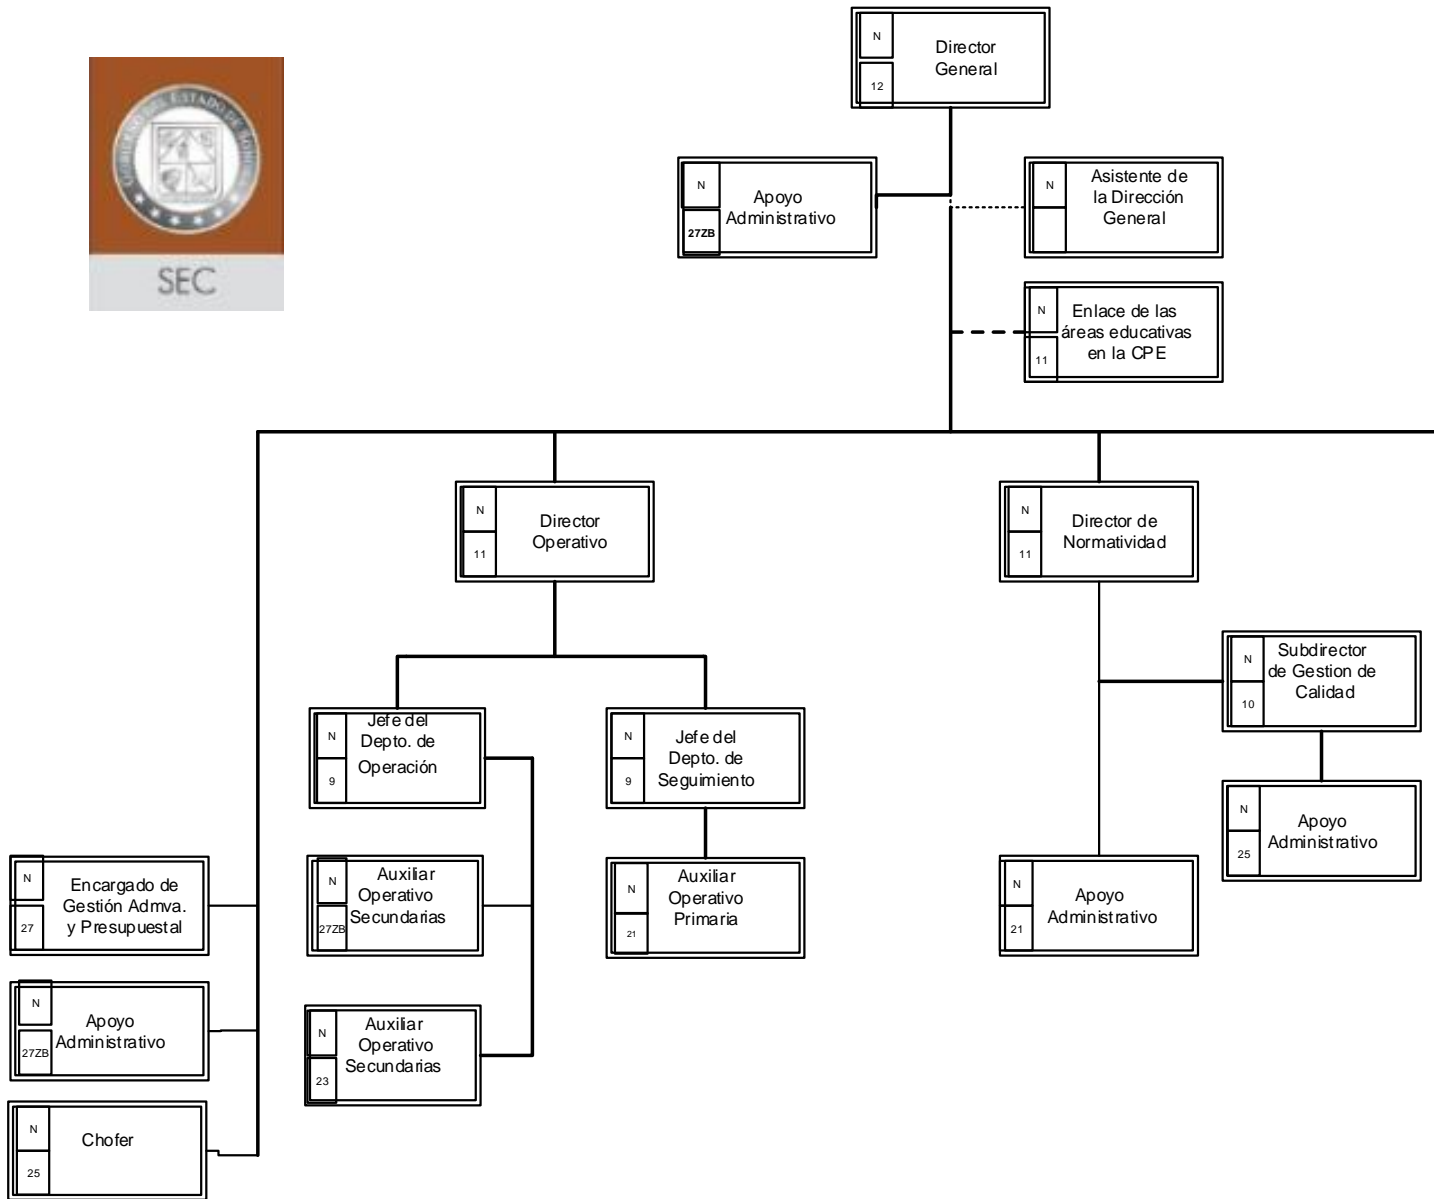 N
Director
General
12
SEC
N
Apoyo
Administrativo
27ZB
N
Asistente de
la Dirección
General
N
Enlace de las
áreas educativas
en la CPE
11
N
Director
Operativo
11
N
Director de
Normatividad
11
N
Subdirector
de Gestion de
Calidad
10
N
Jefe del
Depto. de
Operación
9
N
Jefe del
Depto. de
Seguimiento
9
N
Apoyo
Administrativo
25
N
Encargado de
Gestión Admva.
y Presupuestal
27
N
Auxiliar
Operativo
Secundarias
27ZB
N
Auxiliar
Operativo
Primaria
21
N
Apoyo
Administrativo
21
N
Apoyo
Administrativo
27ZB
N
Auxiliar
Operativo
Secundarias
23
N
Chofer
25